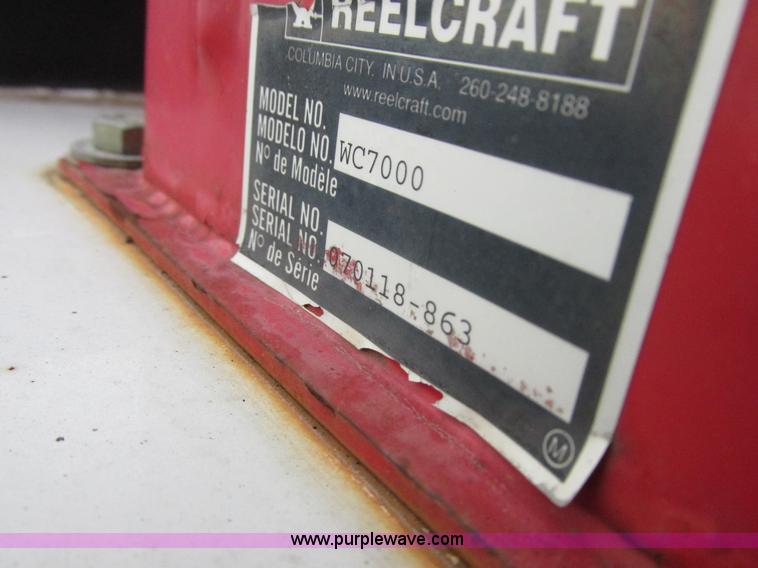 REELCRAFT
COLUMBIA CITY, IN U.S.A. 260-248-8188
www.reelcraft.com
MODEL NO.
MODELO NO.
Nº de Modèle
WC7000
SERIAL NO.
SERIAL NO.
Nº de Série
070118-863
M
www.purplewave.com